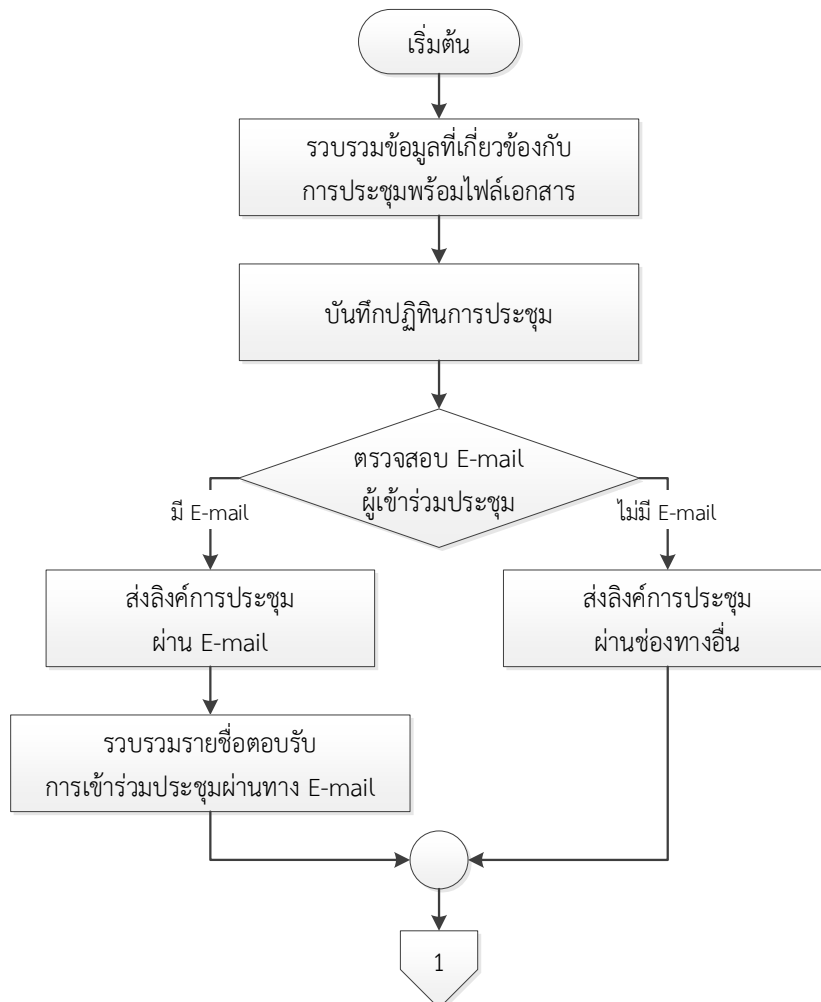 เริ่มต้น
รวบรวมข้อมูลที่เกี่ยวข้องกับ
การประชุมพร้อมไฟล์เอกสาร
บันทึกปฏิทินการประชุม
ตรวจสอบ E-mail
ผู้เข้าร่วมประชุม
มี E-mail
ไม่มี E-mail
ส่งลิงค์การประชุม
ผ่าน E-mail
ส่งลิงค์การประชุม
ผ่านช่องทางอื่น
รวบรวมรายชื่อตอบรับ
การเข้าร่วมประชุมผ่านทาง E-mail
1